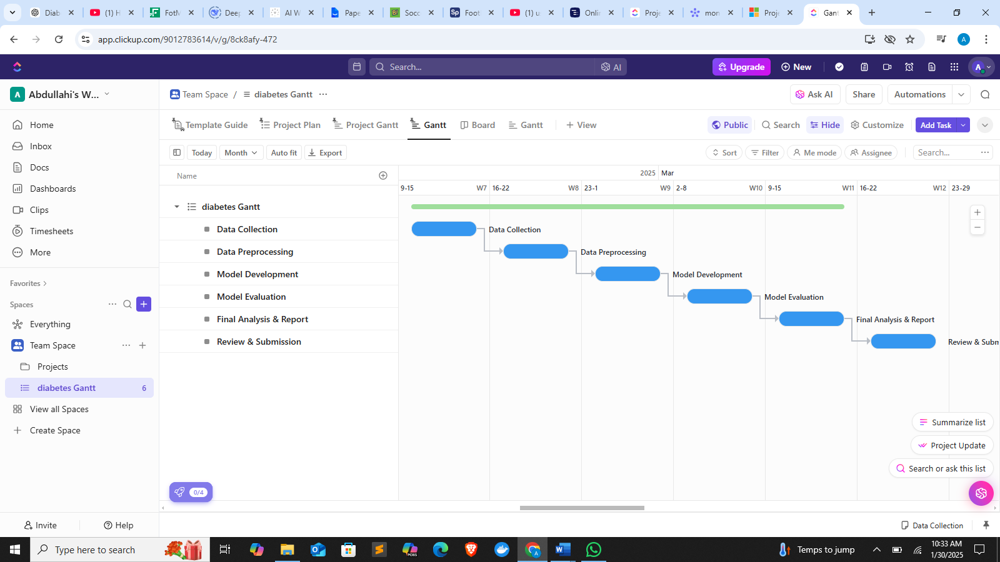 Diab
(1) H
FotM
Deep
AI W
Pape
Socc
Foot
(1) u
Onlin
Proje
mon
Proje
Gant
app.clickup.com/9012783614/v/g/8ck8afy-472
A
Search...
AI
Upgrade
New
A
A Abdullahi's W...
Team Space / diabetes Gantt
Ask AI
Share
Automations
Template Guide
Project Plan
Project Gantt
Gantt
Board
Gantt
View
Public
Search
Hide
Customize
Add Task
Today
Month
Auto fit
Export
Sort
Filter
Me mode
Assignee
Search...
Home
Inbox
Docs
Dashboards
Clips
Timesheets
More
Favorites
Spaces
Everything
Team Space
Projects
diabetes Gantt 6
View all Spaces
Create Space
Invite
Help
Name
diabetes Gantt
Data Collection
Data Preprocessing
Model Development
Model Evaluation
Final Analysis & Report
Review & Submission
0/4
2025 Mar
9-15 W7 16-22 W8 23-1 W9 2-8 W10 9-15 W11 16-22 W12 23-29
Data Collection
Data Preprocessing
Model Development
Model Evaluation
Final Analysis & Report
Review & Subm
Summarize list
Project Update
Search or ask this list
Data Collection
Type here to search
M365
A
W
Temps to jump
10:33 AM
1/30/2025